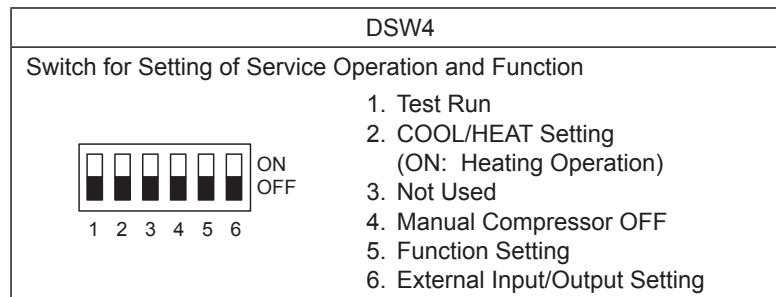 DSW4
Switch for Setting of Service Operation and Function
ON
OFF
1 2 3 4 5 6
1. Test Run
2. COOL/HEAT Setting
(ON: Heating Operation)
3. Not Used
4. Manual Compressor OFF
5. Function Setting
6. External Input/Output Setting